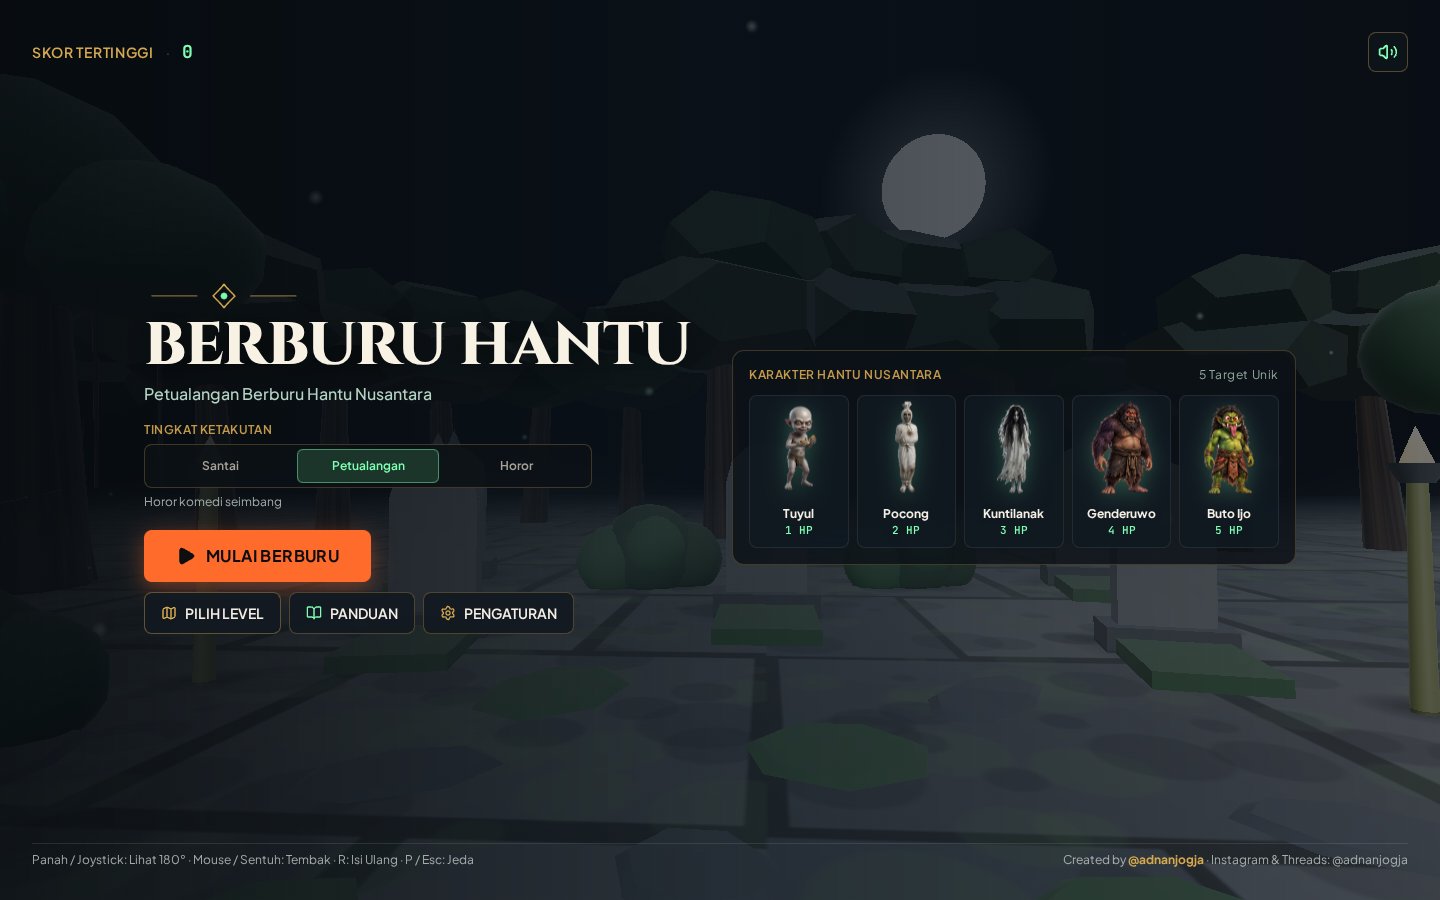 SKOR TERTINGGI · 0
BERBURU HANTU
Petualangan Berburu Hantu Nusantara
TINGKAT KETAKUTAN
Santai Petualangan Horor
Horor komedi seimbang
MULAI BERBURU
PILIH LEVEL PANDUAN PENGATURAN
KARAKTER HANTU NUSANTARA 5 Target Unik
Tuyul Pocong Kuntilanak Genderuwo Buto Ijo
1 HP 2 HP 3 HP 4 HP 5 HP
Panah / Joystick: Lihat 180° · Mouse / Sentuh: Tembak · R: Isi Ulang · P / Esc: Jeda
Created by @adnanjogja · Instagram & Threads: @adnanjogja